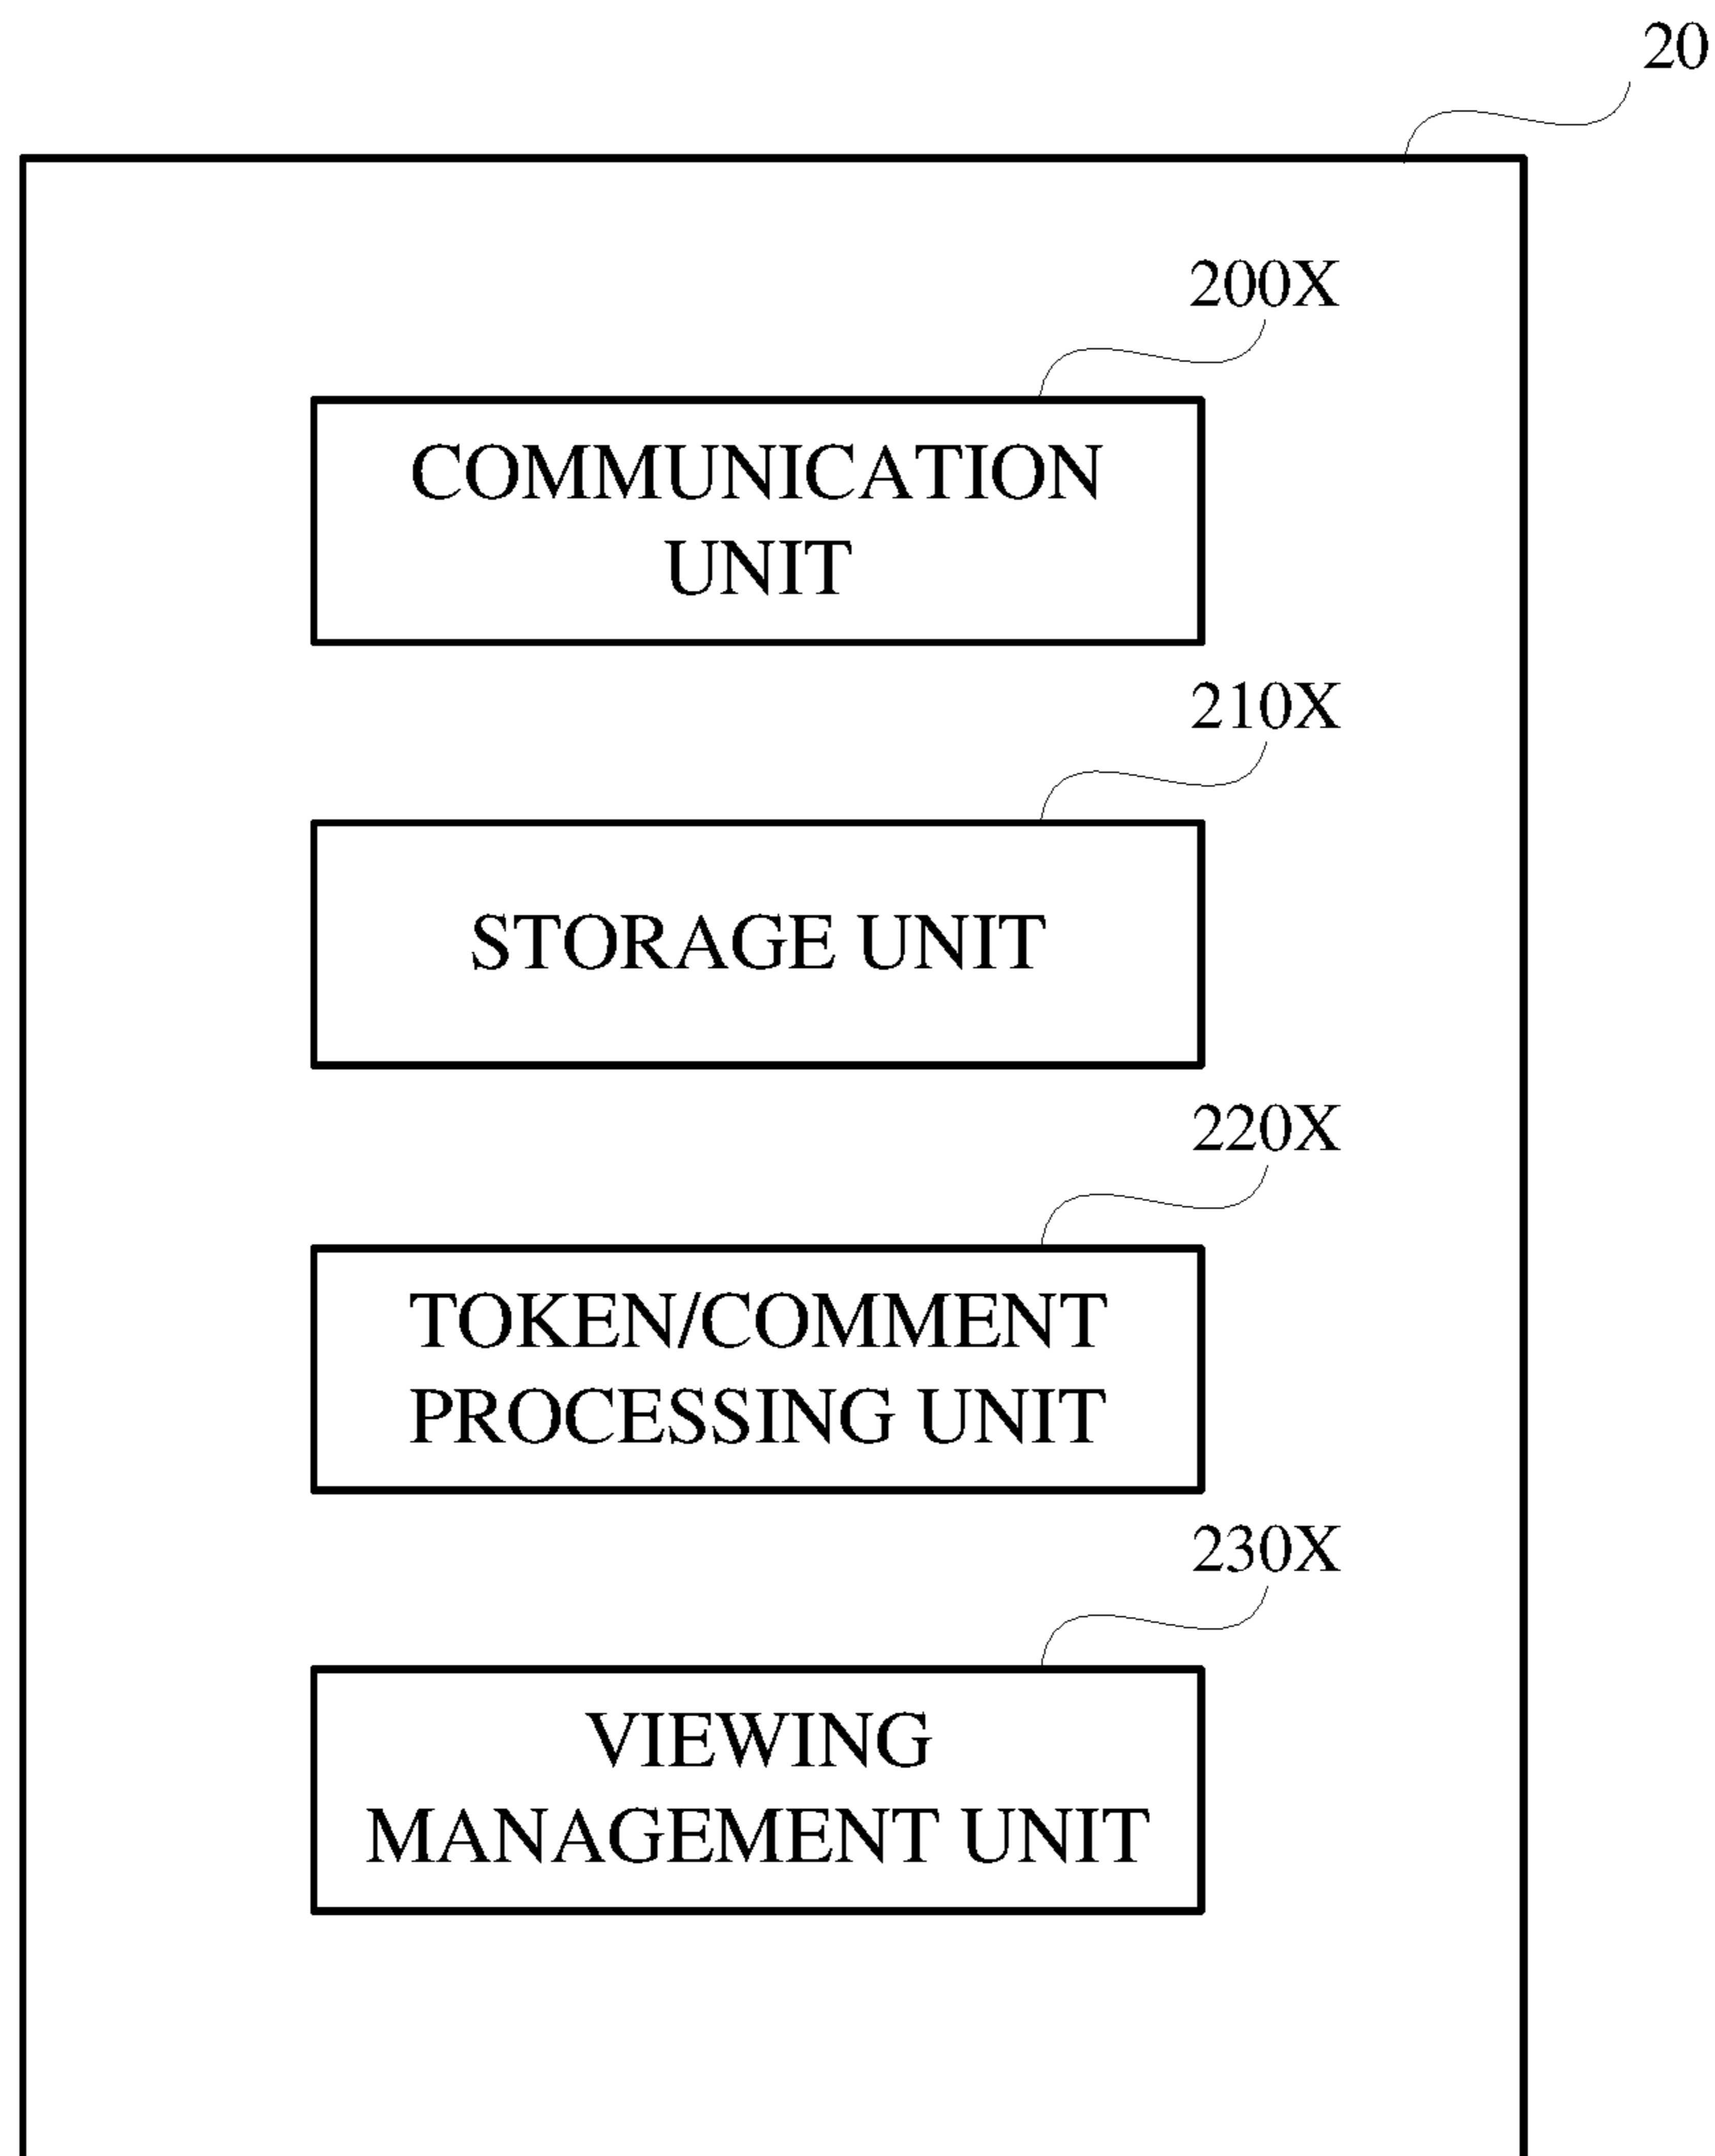 20
200X
COMMUNICATION
UNIT
210X
STORAGE UNIT
220X
TOKEN/COMMENT
PROCESSING UNIT
230X
VIEWING
MANAGEMENT UNIT